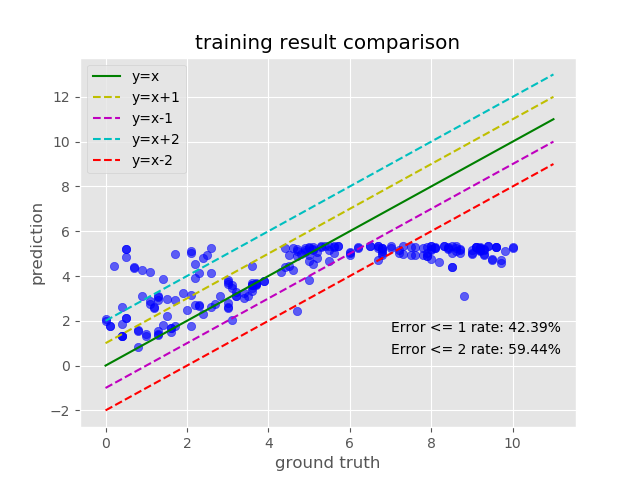 training result comparison
y=x
y=x+1
y=x-1
y=x+2
y=x-2
12
10
8
6
4
2
0
−2
prediction
Error <= 1 rate: 42.39%
Error <= 2 rate: 59.44%
0 2 4 6 8 10
ground truth